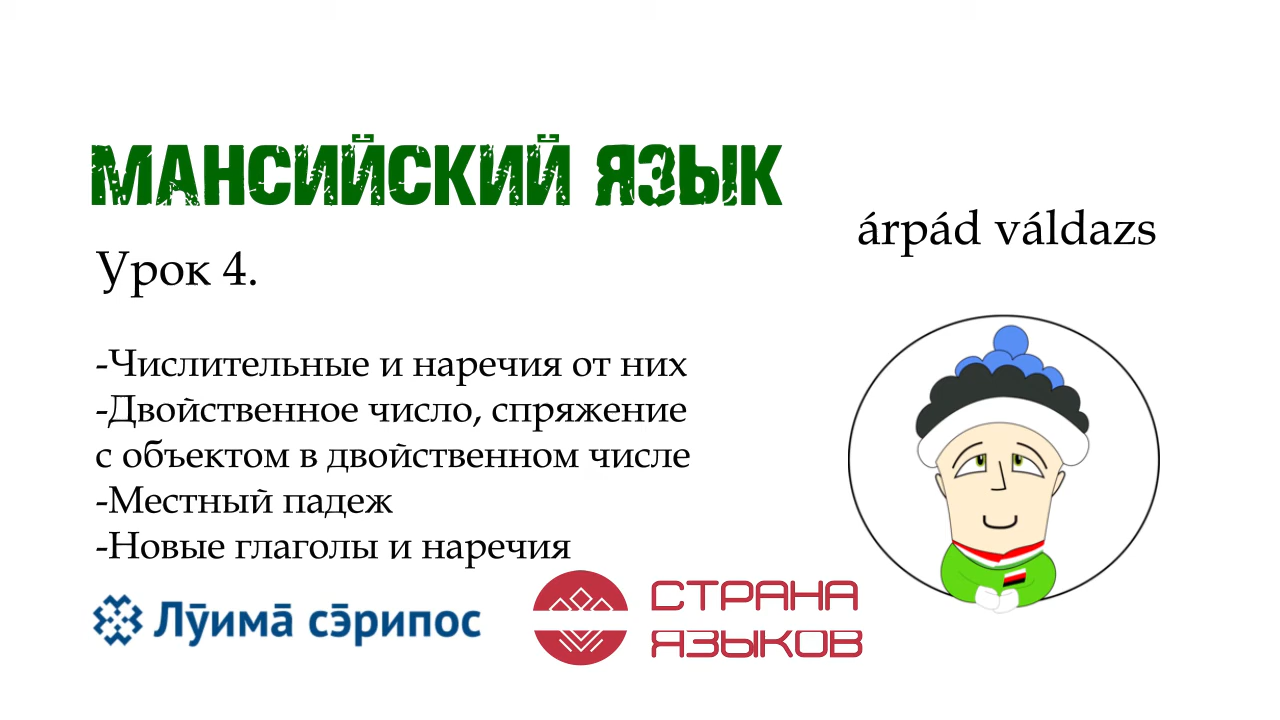 МАНСИЙСКИЙ ЯЗЫК
árpád váldazs
Урок 4.
-Числительные и наречия от них
-Двойственное число, спряжение
с объектом в двойственном числе
-Местный падеж
-Новые глаголы и наречия
Лӯима̄ сэ̄рипос
СТРАНА
ЯЗЫКОВ